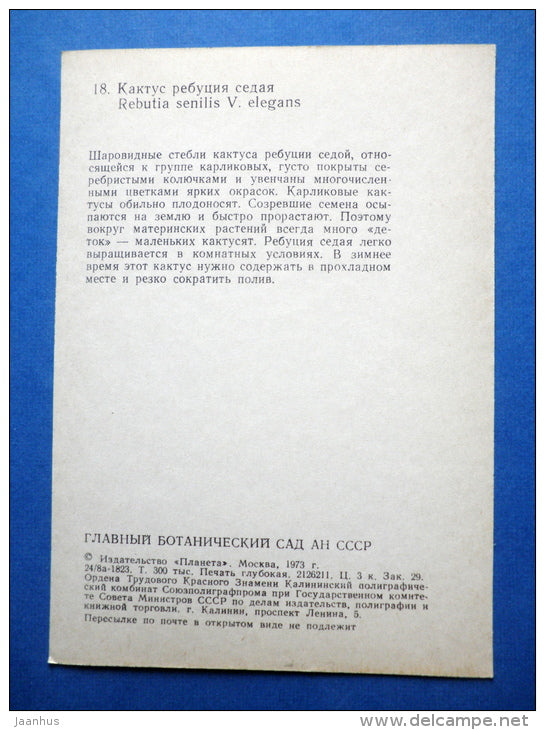 18. Кактус ребуция седая
Rebutia senilis V. elegans
Шаровидные стебли кактуса ребуции седой, отно-
сящейся к группе карликовых, густо покрыты се-
ребристыми колючками и увенчаны многочислен-
ными цветками ярких окрасок. Карликовые как-
тусы обильно плодоносят. Созревшие семена осы-
паются на землю и быстро прорастают. Поэтому
вокруг материнских растений всегда много «де-
ток» — маленьких кактусят. Ребуция седая легко
выращивается в комнатных условиях. В зимнее
время этот кактус нужно содержать в прохладном
месте и резко сократить полив.
ГЛАВНЫЙ БОТАНИЧЕСКИЙ САД АН СССР
© Издательство «Планета». Москва, 1973 г.
24/8а-1823. Т. 300 тыс. Печать глубокая. 2126211. Ц. 3 к. Зак. 29.
Ордена Трудового Красного Знамени Калининский полиграфиче-
ский комбинат Союзполиграфпрома при Государственном комите-
те Совета Министров СССР по делам издательств, полиграфии и
книжной торговли. г. Калинин, проспект Ленина, 5.
Пересылке по почте в открытом виде не подлежит
jaanhus
www.delcampe.net